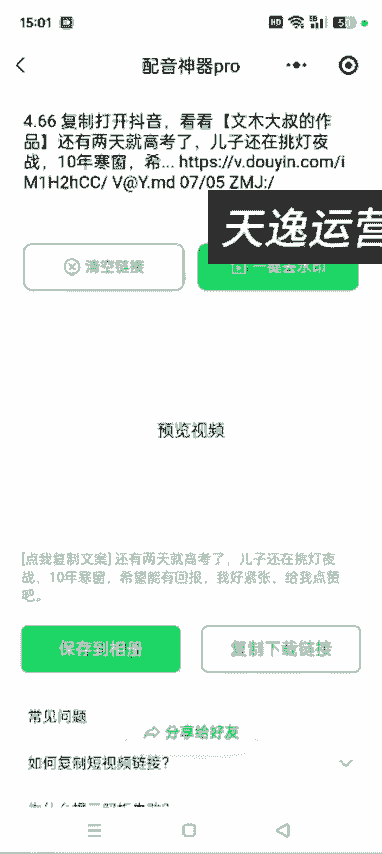 15:01
配音神器pro
4.66 复制打开抖音，看看【文木大叔的作
品】还有两天就高考了，儿子还在挑灯夜
战，10年寒窗，希... https://v.douyin.com/i
M1H2hCC/ V@Y.md 07/05 ZMJ:/
天逸运营
清空链接
一键去水印
预览视频
[点我复制文案] 还有两天就高考了，儿子还在挑灯夜
战，10年寒窗，希望能有回报，我好紧张，给我点赞
吧。
保存到相册
复制下载链接
常见问题
分享给好友
如何复制短视频链接？